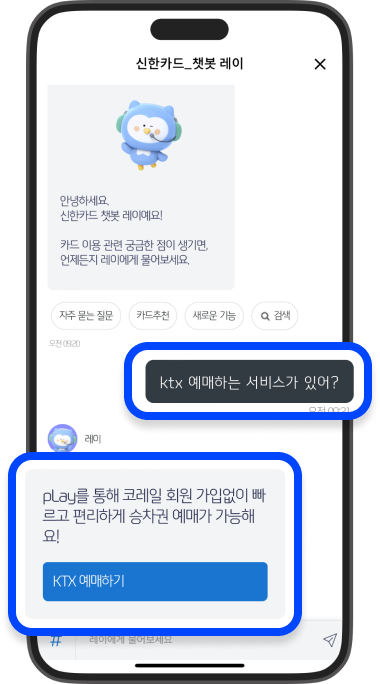 신한카드_챗봇 레이
안녕하세요.
신한카드 챗봇 레이예요!
카드 이용 관련 궁금한 점이 생기면,
언제든지 레이에게 물어보세요.
자주 묻는 질문
카드추천
새로운 기능
검색
오전 09:20
ktx 예매하는 서비스가 있어?
레이
pLay를 통해 코레일 회원 가입없이 빠
르고 편리하게 승차권 예매가 가능해
요!
KTX 예매하기
# 레이에게 물어보세요